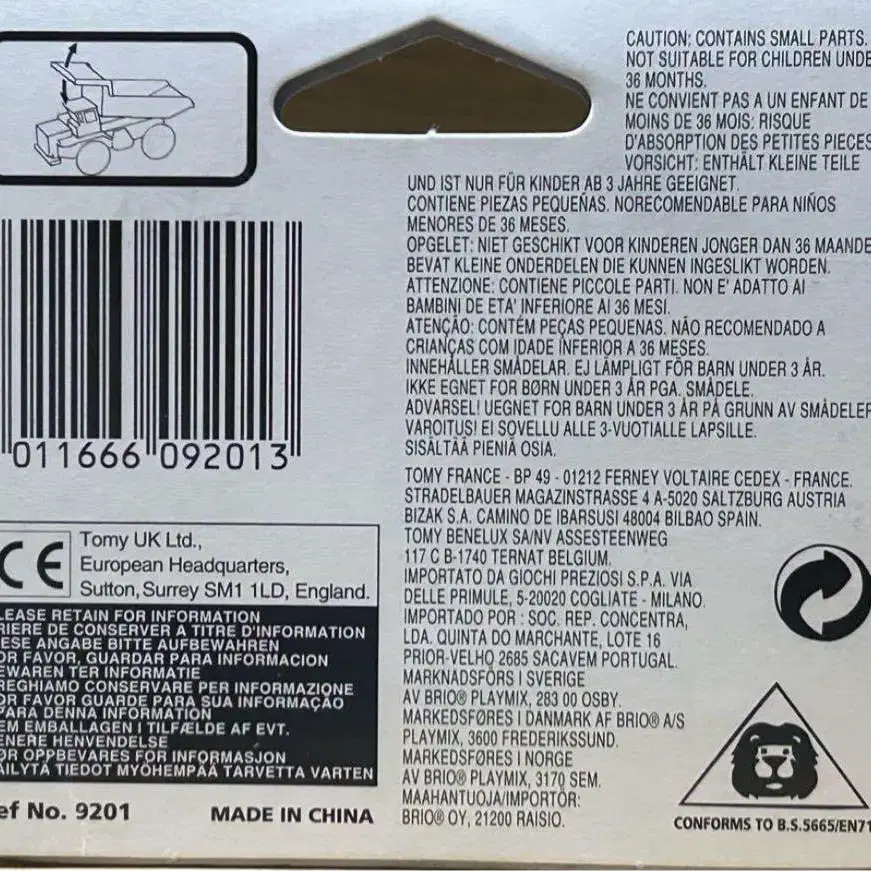 CAUTION: CONTAINS SMALL PARTS.
NOT SUITABLE FOR CHILDREN UNDE
36 MONTHS.
NE CONVIENT PAS A UN ENFANT DE
MOINS DE 36 MOIS: RISQUE
D'ABSORPTION DES PETITES PIECES
VORSICHT: ENTHÄLT KLEINE TEILE
UND IST NUR FÜR KINDER AB 3 JAHRE GEEIGNET.
CONTIENE PIEZAS PEQUEÑAS. NORECOMENDABLE PARA NIÑOS
MENORES DE 36 MESES.
OPGELET: NIET GESCHIKT VOOR KINDEREN JONGER DAN 36 MAANDE
BEVAT KLEINE ONDERDELEN DIE KUNNEN INGESLIKT WORDEN.
ATTENZIONE: CONTIENE PICCOLE PARTI. NON E' ADATTO AI
BAMBINI DE ETA' INFERIORE AI 36 MESI.
ATENÇÃO: CONTÉM PEÇAS PEQUENAS. NÃO RECOMENDADO A
CRIANÇAS COM IDADE INFERIOR A 36 MESES.
INNEHÅLLER SMÅDELAR. EJ LÄMPLIGT FÖR BARN UNDER 3 ÅR.
IKKE EGNET FOR BØRN UNDER 3 ÅR PGA. SMÅDELE.
ADVARSEL! UEGNET FOR BARN UNDER 3 ÅR PÅ GRUNN AV SMÅDELER
VAROITUS! EI SOVELLU ALLE 3-VUOTIALLE LAPSILLE.
SISÄLTÄÄ PIENIÄ OSIA.
011666 092013
TOMY FRANCE - BP 49 - 01212 FERNEY VOLTAIRE CEDEX - FRANCE.
STRADELBAUER MAGAZINSTRASSE 4 A-5020 SALTZBURG AUSTRIA
BIZAK S.A. CAMINO DE IBARSUSI 48004 BILBAO SPAIN.
TOMY BENELUX SA/NV ASSESTEENWEG
117 C B-1740 TERNAT BELGIUM.
IMPORTATO DA GIOCHI PREZIOSI S.P.A. VIA
DELLE PRIMULE, 5-20020 COGLIATE - MILANO.
IMPORTADO POR : SOC. REP. CONCENTRA,
LDA. QUINTA DO MARCHANTE, LOTE 16
PRIOR-VELHO 2685 SACAVEM PORTUGAL.
MARKNADSFÖRS I SVERIGE
AV BRIO® PLAYMIX, 283 00 OSBY.
MARKEDSFØRES I DANMARK AF BRIO® A/S
PLAYMIX, 3600 FREDERIKSSUND.
MARKEDSFØRES I NORGE
AV BRIO® PLAYMIX, 3170 SEM.
MAAHANTUOJA/IMPORTÖR:
BRIO® OY, 21200 RAISIO.
CE
Tomy UK Ltd.,
European Headquarters,
Sutton, Surrey SM1 1LD, England.
LEASE RETAIN FOR INFORMATION
RIERE DE CONSERVER A TITRE D'INFORMATION
ESE ANGABE BITTE AUFBEWAHREN
OR FAVOR, GUARDAR PARA INFORMACION
EWAREN TER INFORMATIE
REGHIAMO CONSERVARE PER INFORMAZIONE
OR FAVOR GUARDE PARA SUA INFORMAÇÃO
PARA DENNA INFORMATION
EM EMBALLAGEN I TILFÆLDE AF EVT.
ENERE HENVENDELSE
ØR OPPBEVARES FOR INFORMASJON
ÄILYTÄ TIEDOT MYÖHEMPÄÄ TARVETTA VARTEN
ef No. 9201
MADE IN CHINA
CONFORMS TO B.S.5665/EN71